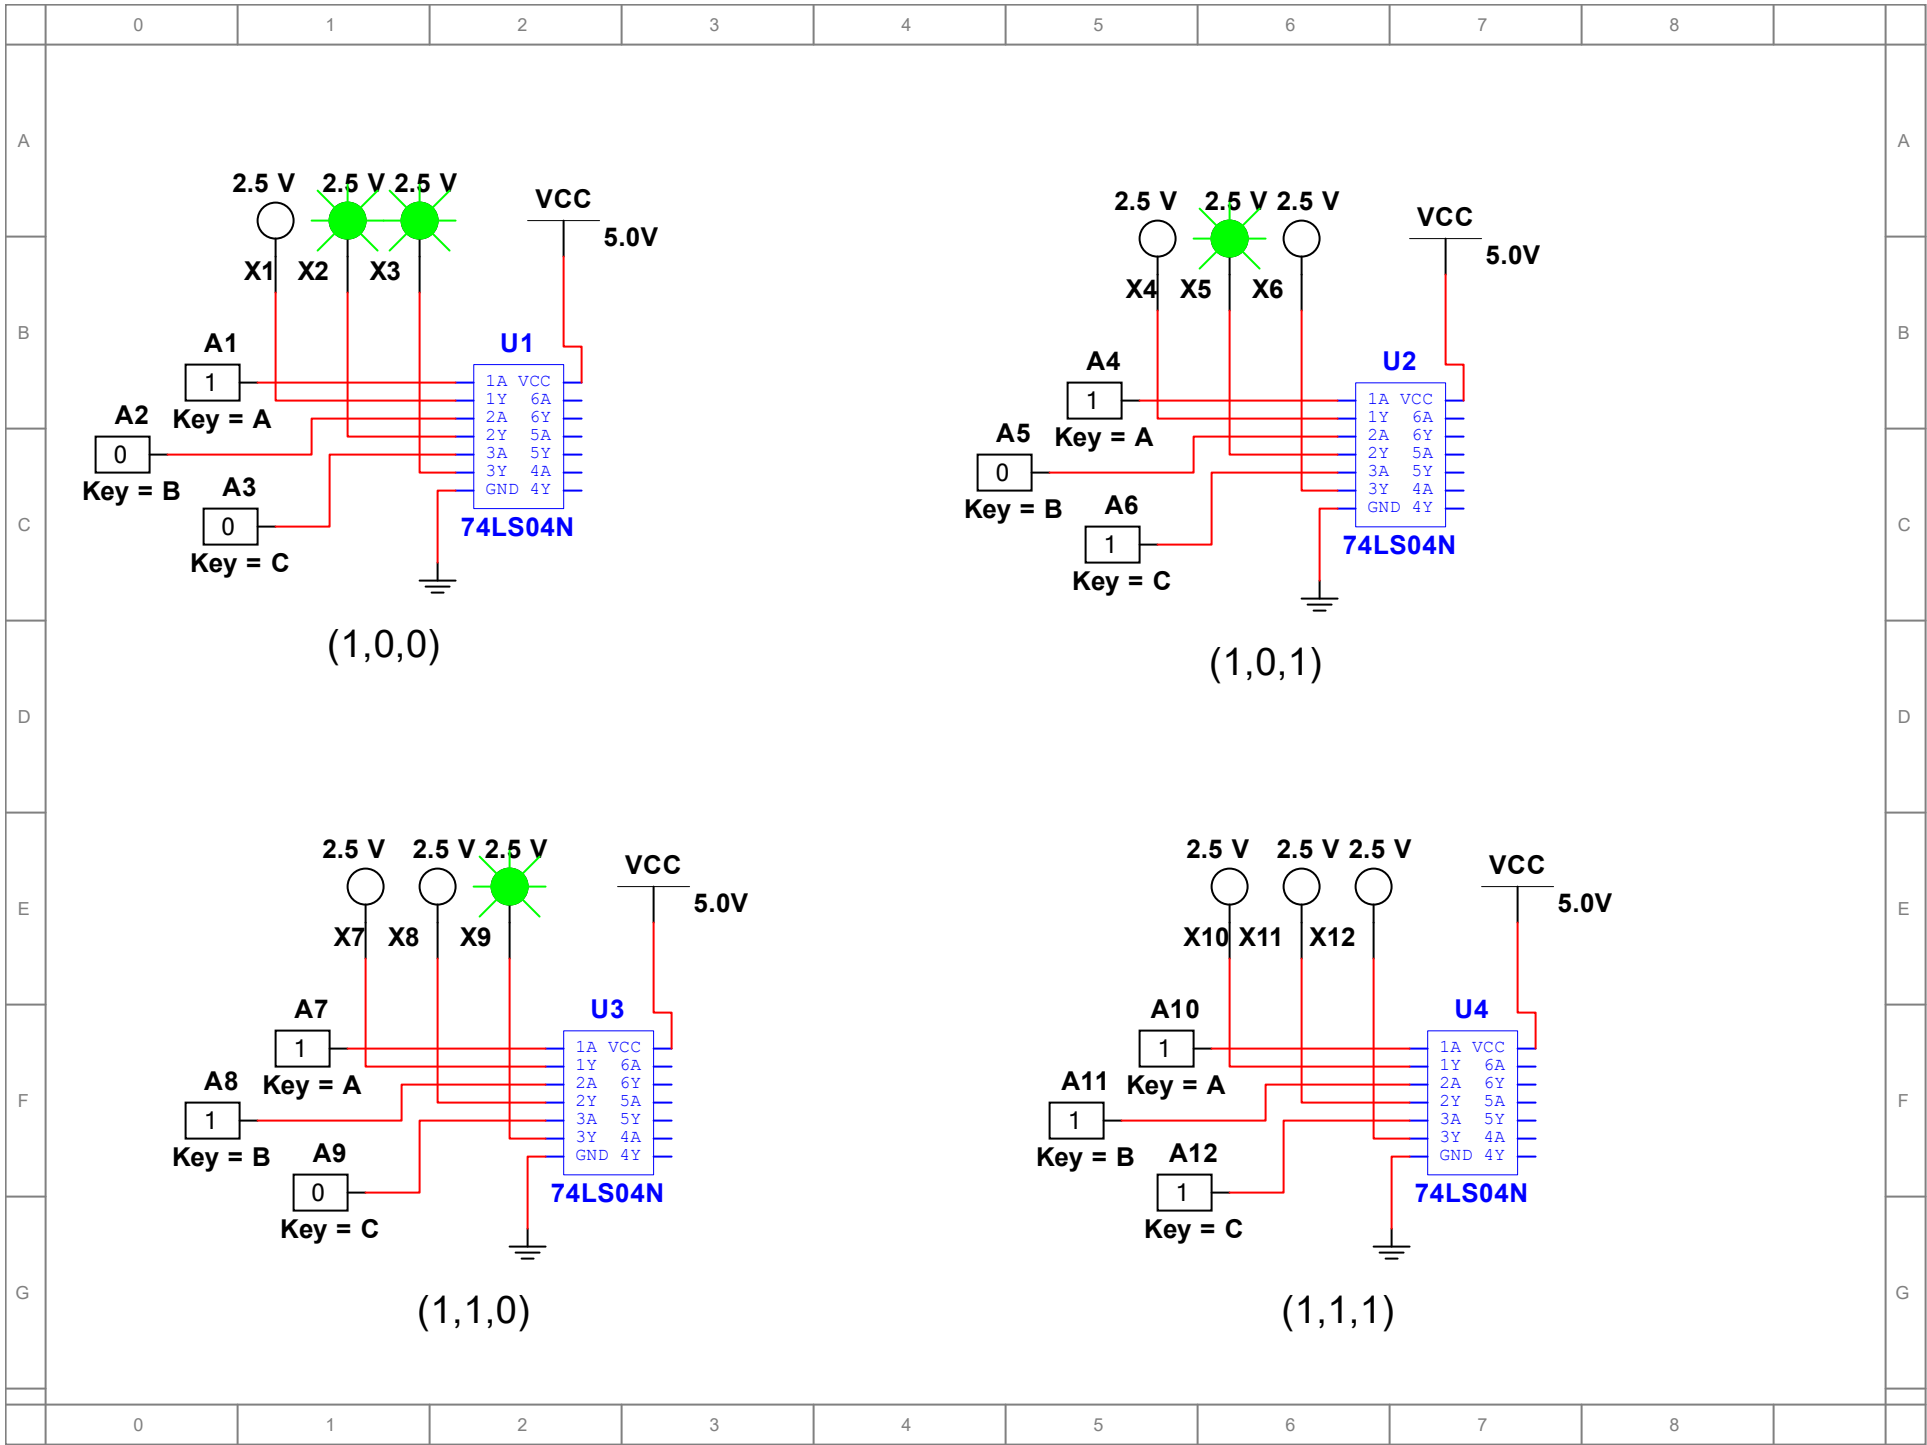 0 1 2 3 4 5 6 7 8
A A
2.5 V 2.5 V 2.5 V
VCC
5.0V
X1 X2 X3
A1
1
Key = A
A2
0
Key = B
A3
0
Key = C
U1
1A VCC
1Y 6A
2A 6Y
2Y 5A
3A 5Y
3Y 4A
GND 4Y
74LS04N
(1,0,0)
2.5 V 2.5 V 2.5 V
VCC
5.0V
X4 X5 X6
A4
1
Key = A
A5
0
Key = B
A6
1
Key = C
U2
1A VCC
1Y 6A
2A 6Y
2Y 5A
3A 5Y
3Y 4A
GND 4Y
74LS04N
(1,0,1)
B B
C C
D D
2.5 V 2.5 V 2.5 V
VCC
5.0V
X7 X8 X9
A7
1
Key = A
A8
1
Key = B
A9
0
Key = C
U3
1A VCC
1Y 6A
2A 6Y
2Y 5A
3A 5Y
3Y 4A
GND 4Y
74LS04N
(1,1,0)
2.5 V 2.5 V 2.5 V
VCC
5.0V
X10 X11 X12
A10
1
Key = A
A11
1
Key = B
A12
1
Key = C
U4
1A VCC
1Y 6A
2A 6Y
2Y 5A
3A 5Y
3Y 4A
GND 4Y
74LS04N
(1,1,1)
E E
F F
G G
0 1 2 3 4 5 6 7 8